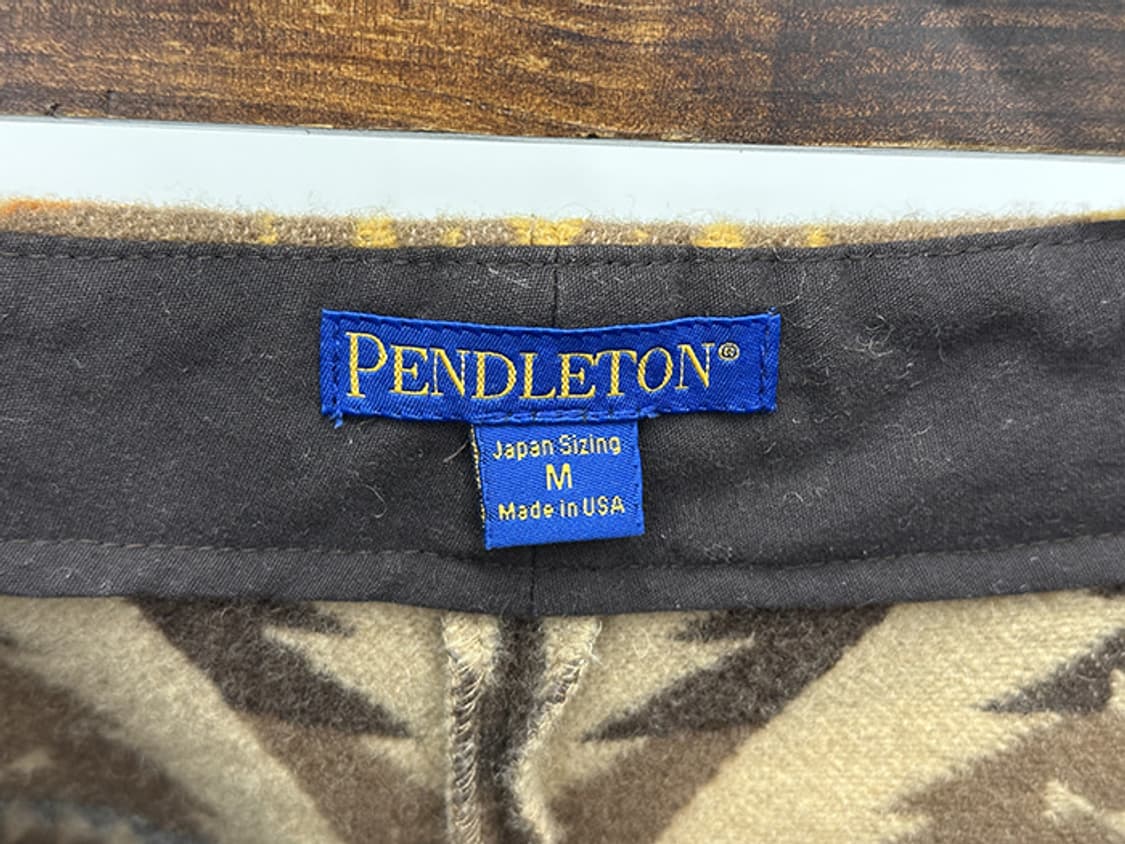 PENDLETON®
Japan Sizing
M
Made in USA